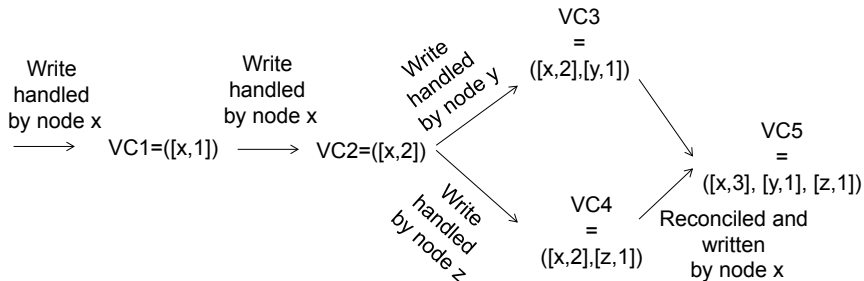 Write
handled
by node x
VC1=([x,1])
Write
handled
by node x
VC2=([x,2])
Write
handled
by node y
VC3
=
([x,2],[y,1])
Write
handled
by node z
VC4
=
([x,2],[z,1])
VC5
=
([x,3], [y,1], [z,1])
Reconciled and
written
by node x